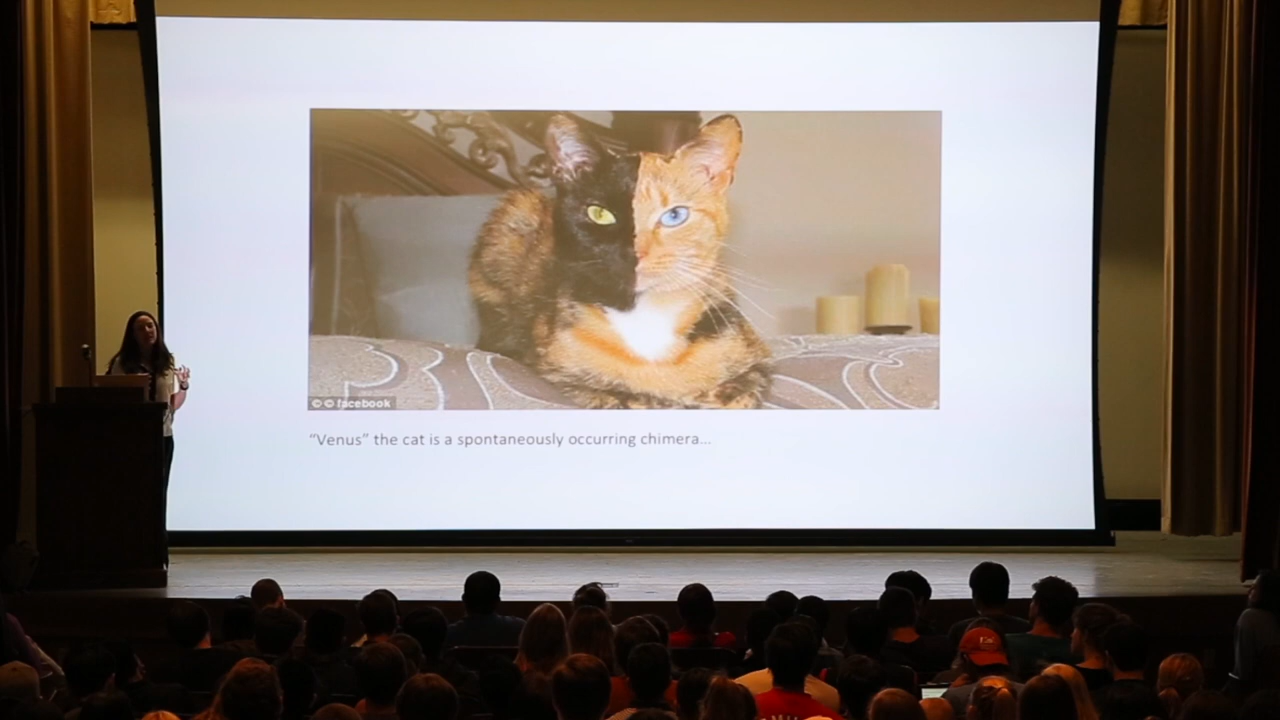 © © facebook
“Venus” the cat is a spontaneously occurring chimera...